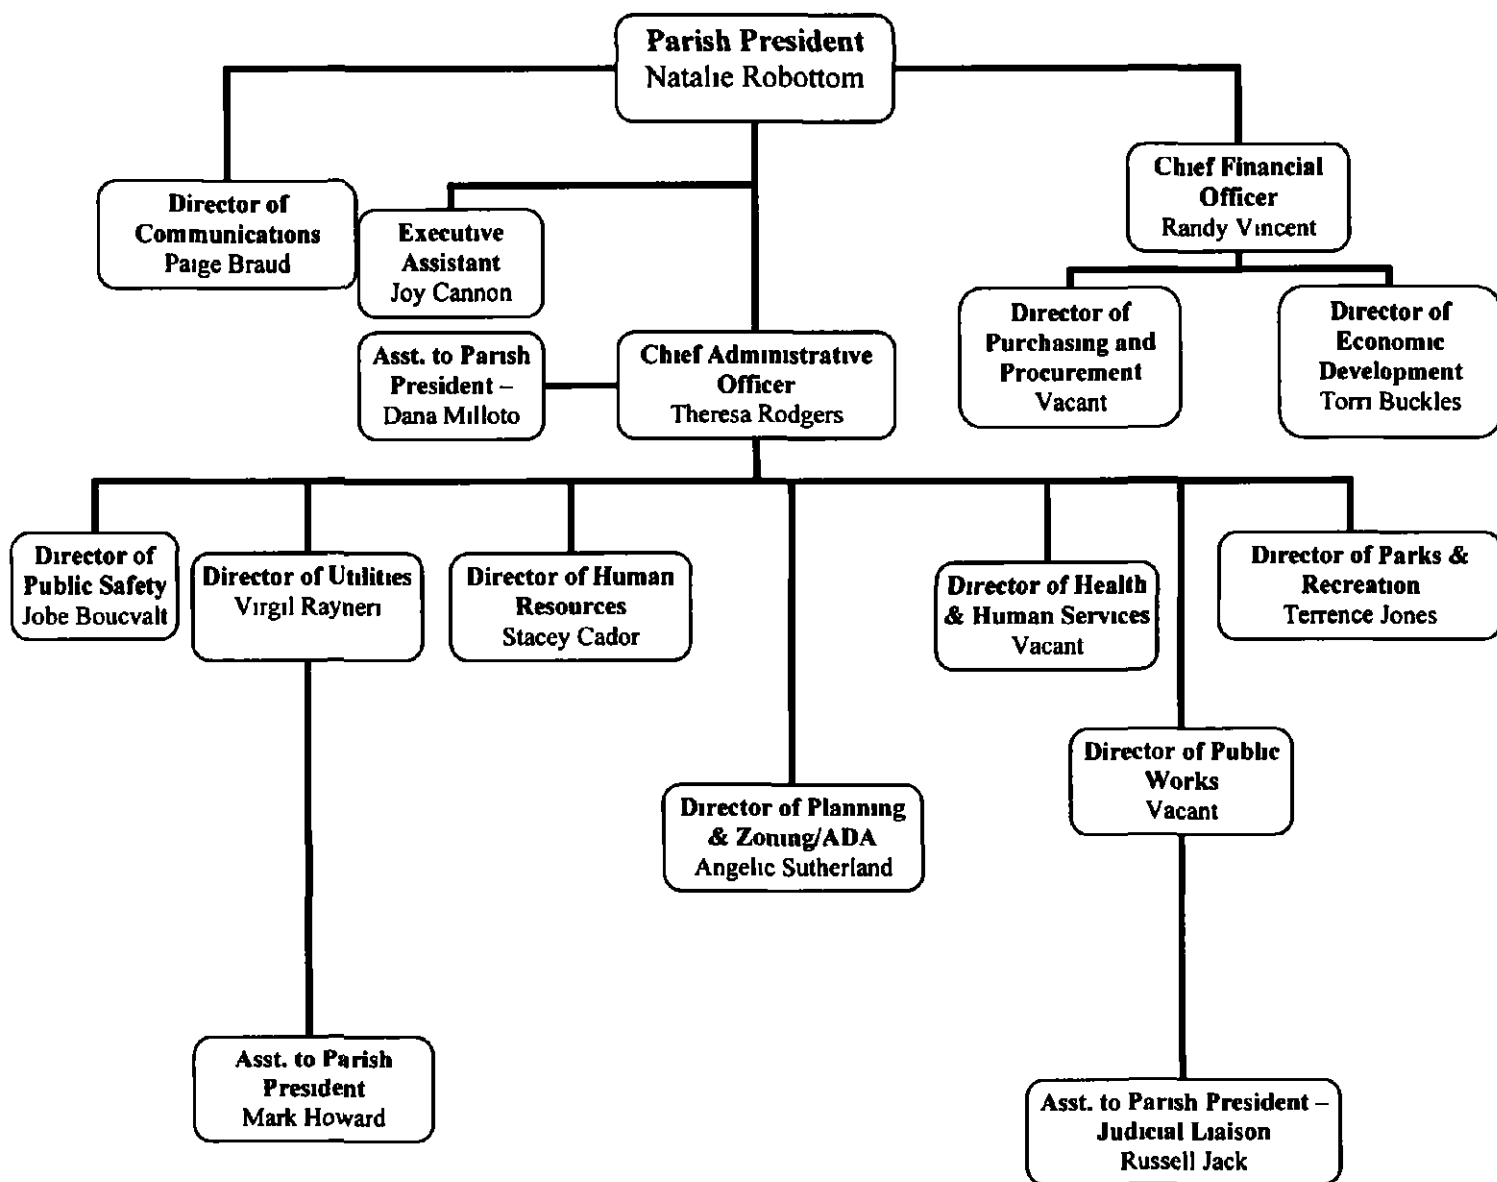 Parish President
Natalie Robottom
Chief Financial
Officer
Randy Vincent
Director of
Communications
Paige Braud
Executive
Assistant
Joy Cannon
Director of
Purchasing and
Procurement
Vacant
Director of
Economic
Development
Torri Buckles
Asst. to Parish
President –
Dana Milloto
Chief Administrative
Officer
Theresa Rodgers
Director of
Public Safety
Jobe Boucvalt
Director of Utilities
Virgil Rayneri
Director of Human
Resources
Stacey Cador
Director of Health
& Human Services
Vacant
Director of Parks &
Recreation
Terrence Jones
Director of Public
Works
Vacant
Director of Planning
& Zoning/ADA
Angelic Sutherland
Asst. to Parish
President
Mark Howard
Asst. to Parish President –
Judicial Liaison
Russell Jack